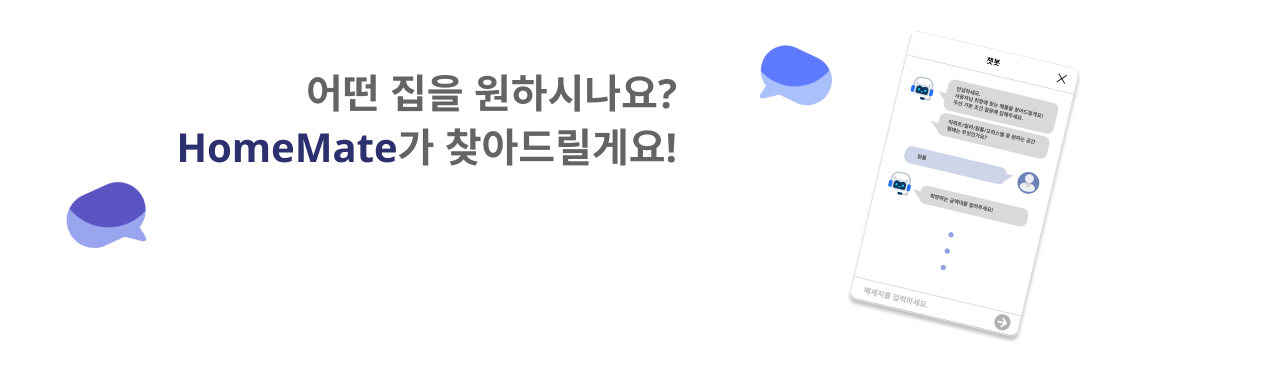 어떤 집을 원하시나요?
HomeMate가 찾아드릴게요!
챗봇
안녕하세요.
사용자님 취향에 맞는 매물을 찾아드릴게요!
우선 기본 조건 질문에 답해주세요.
아파트/빌라/원룸/오피스텔 중 원하는 공간
형태는 무엇인가요?
원룸
희망하는 금액대를 알려주세요!
메세지를 입력하세요.